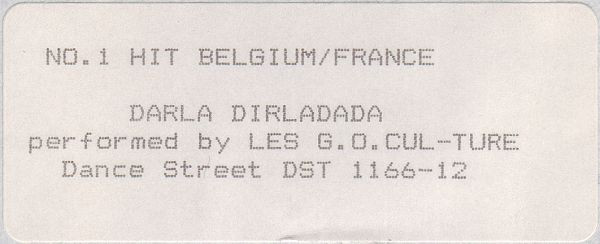 NO.1 HIT BELGIUM/FRANCE
DARLA DIRLADADA
performed by LES G.O.CUL-TURE
Dance Street DST 1166-12